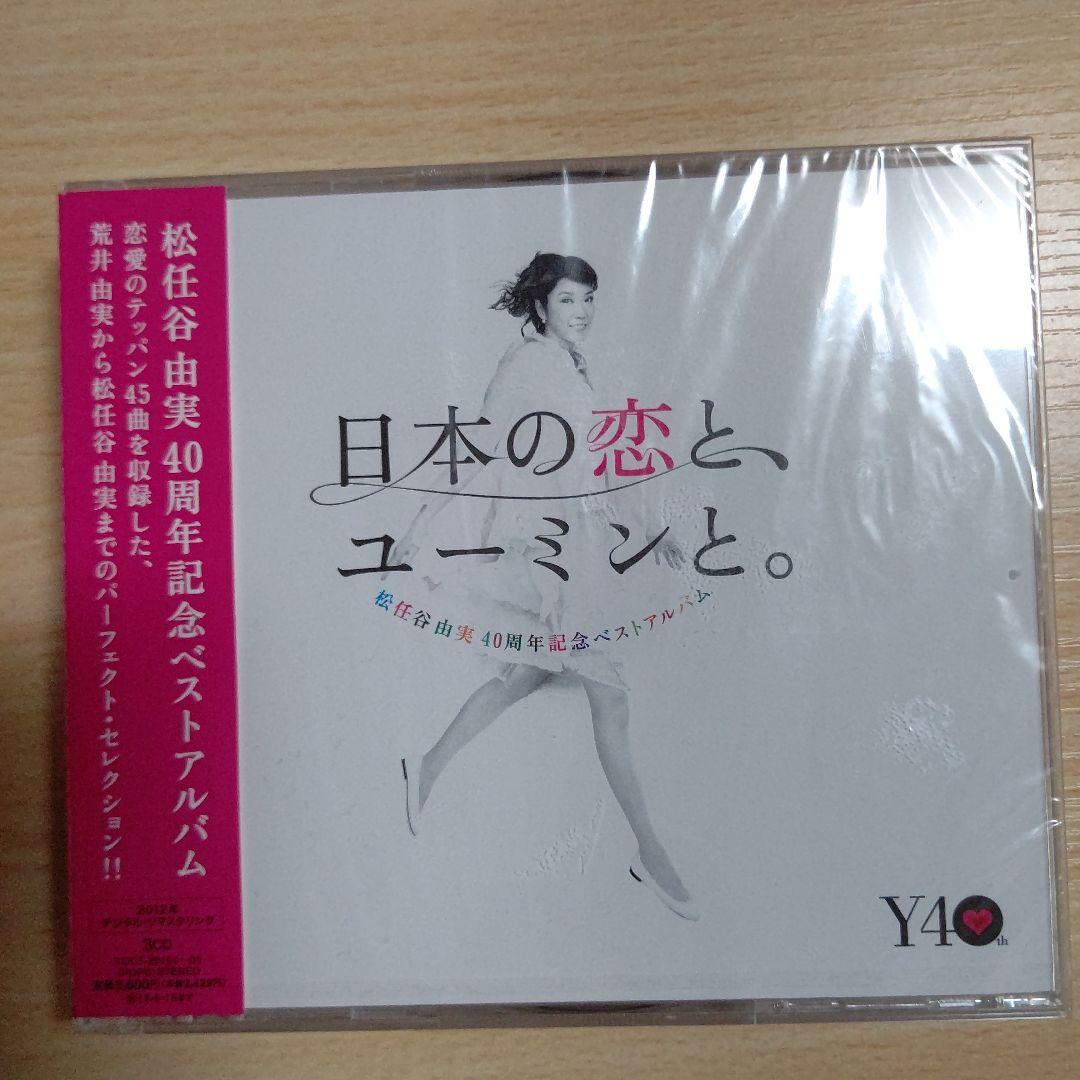 松任谷 由実 40周年記念ベストアルバム
恋愛のテッパン 45曲を収録した、
荒井 由実から松任谷 由実までのパーフェクト・セレクション!!
2012年
デジタル・リマスタリング
3CD
日本の恋と、
ユーミンと。
松任谷 由実 40周年記念ベストアルバム
Y40th